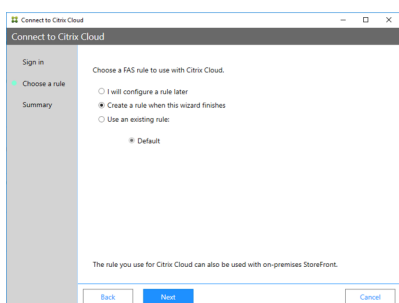 Connect to Citrix Cloud
Connect to Citrix Cloud
Sign in
Choose a rule
Summary
Choose a FAS rule to use with Citrix Cloud.
I will configure a rule later
Create a rule when this wizard finishes
Use an existing rule:
Default
The rule you use for Citrix Cloud can also be used with on-premises StoreFront.
Back
Next
Cancel